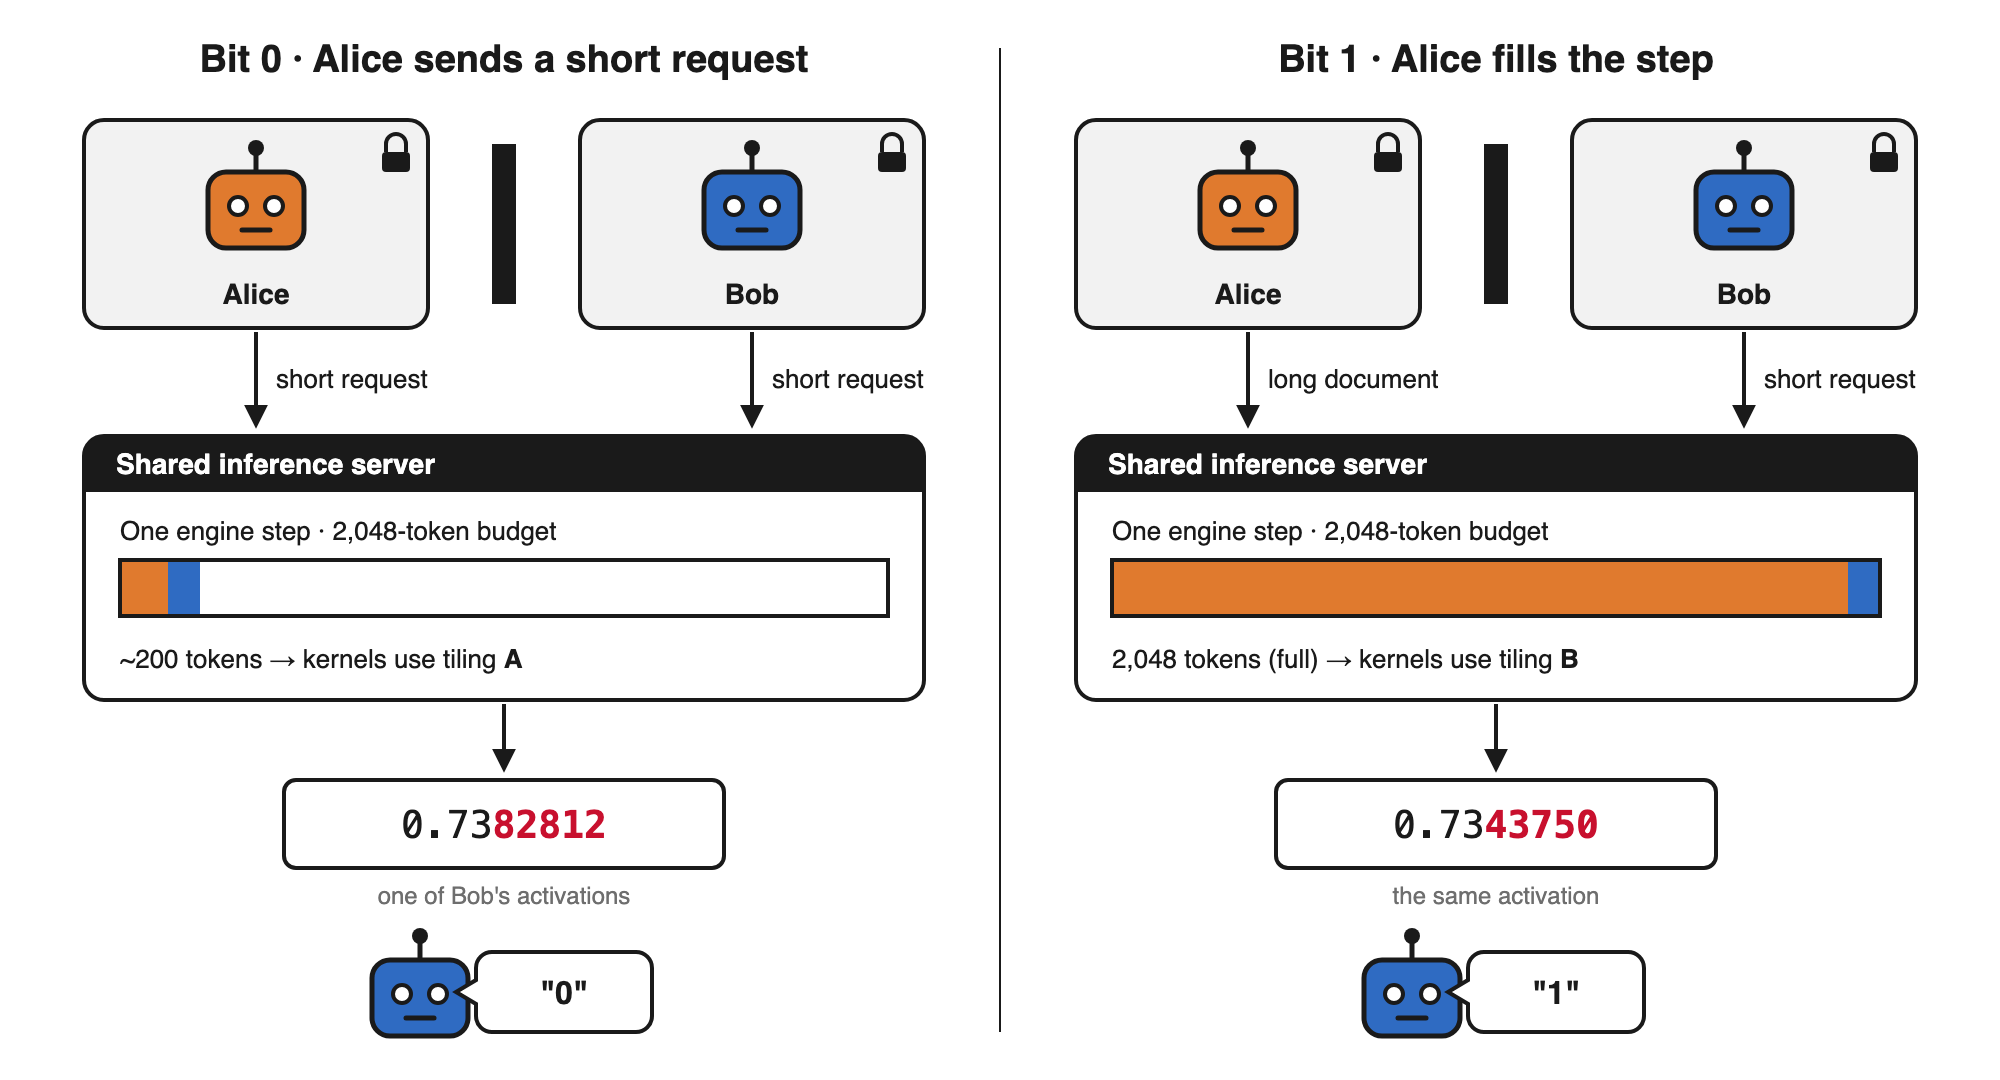 Bit 0 · Alice sends a short request
Alice
Bob
short request
short request
Shared inference server
One engine step · 2,048-token budget
~200 tokens → kernels use tiling A
0.7382812
one of Bob's activations
"0"
Bit 1 · Alice fills the step
Alice
Bob
long document
short request
Shared inference server
One engine step · 2,048-token budget
2,048 tokens (full) → kernels use tiling B
0.7343750
the same activation
"1"